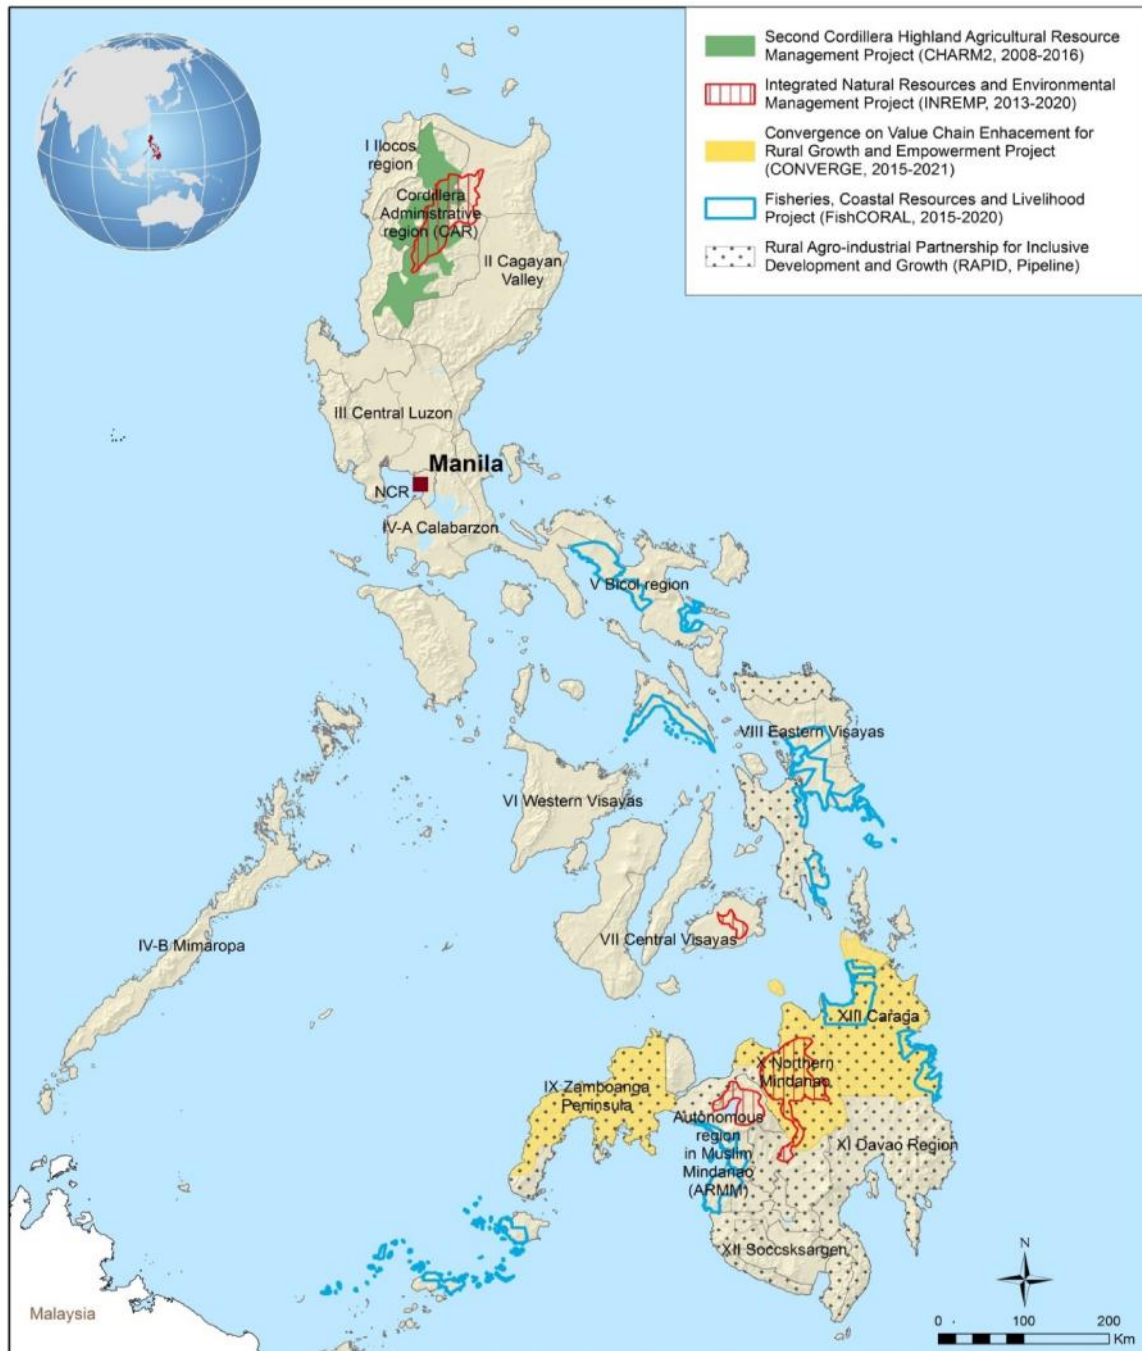 Second Cordillera Highland Agricultural Resource
Management Project (CHARM2, 2008-2016)
Integrated Natural Resources and Environmental
Management Project (INREMP, 2013-2020)
Convergence on Value Chain Enhacement for
Rural Growth and Empowerment Project
(CONVERGE, 2015-2021)
Fisheries, Coastal Resources and Livelihood
Project (FishCORAL, 2015-2020)
Rural Agro-industrial Partnership for Inclusive
Development and Growth (RAPID, Pipeline)
I Ilocos
region
Cordillera
Administrative
region (CAR)
II Cagayan
Valley
III Central Luzon
Manila
NCR
IV-A Calabarzon
V Bicol region
VIII Eastern Visayas
VI Western Visayas
VII Central Visayas
IV-B Mimaropa
XIII Caraga
X Northern
Mindanao
IX Zamboanga
Peninsula
Autonomous
region
in Muslim
Mindanao
(ARMM)
XI Davao Region
XII Soccsksargen
Malaysia
N
0 100 200
Km